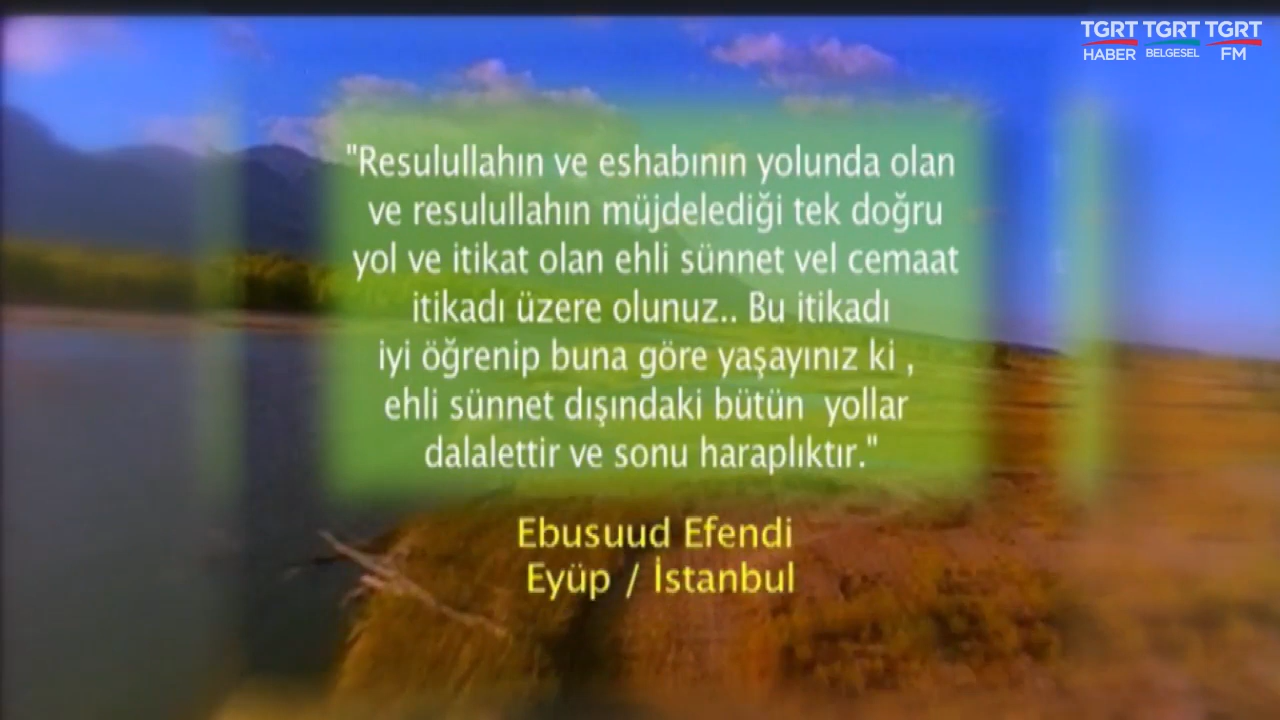 TGRT TGRT TGRT
HABER BELGESEL FM
"Resulullahın ve eshabının yolunda olan
ve resulullahın müjdelediği tek doğru
yol ve itikat olan ehli sünnet vel cemaat
itikadı üzere olunuz.. Bu itikadı
iyi öğrenip buna göre yaşayınız ki ,
ehli sünnet dışındaki bütün  yollar
dalalettir ve sonu haraplıktır."
Ebusuud Efendi
Eyüp / İstanbul